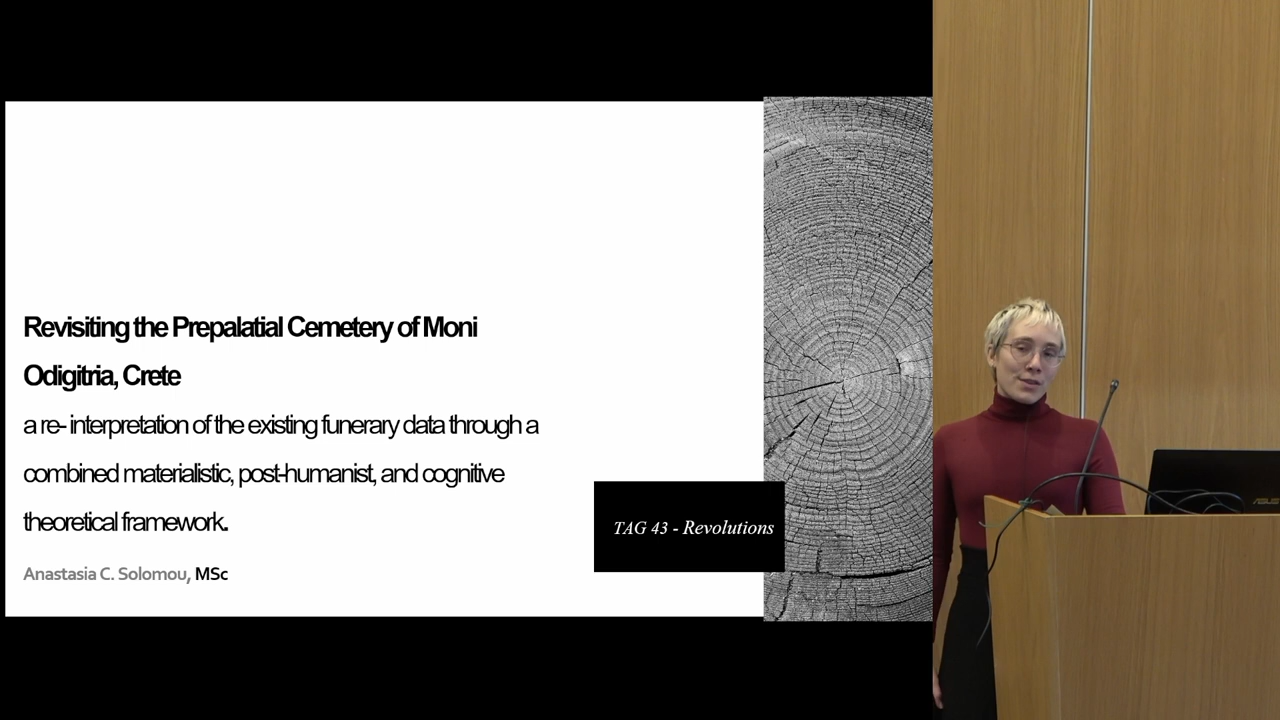 Revisiting the Prepalatial Cemetery of Moni
Odigitria, Crete
a re- interpretation of the existing funerary data through a
combined materialistic, post-humanist, and cognitive
theoretical framework.
TAG 43 - Revolutions
Anastasia C. Solomou, MSc